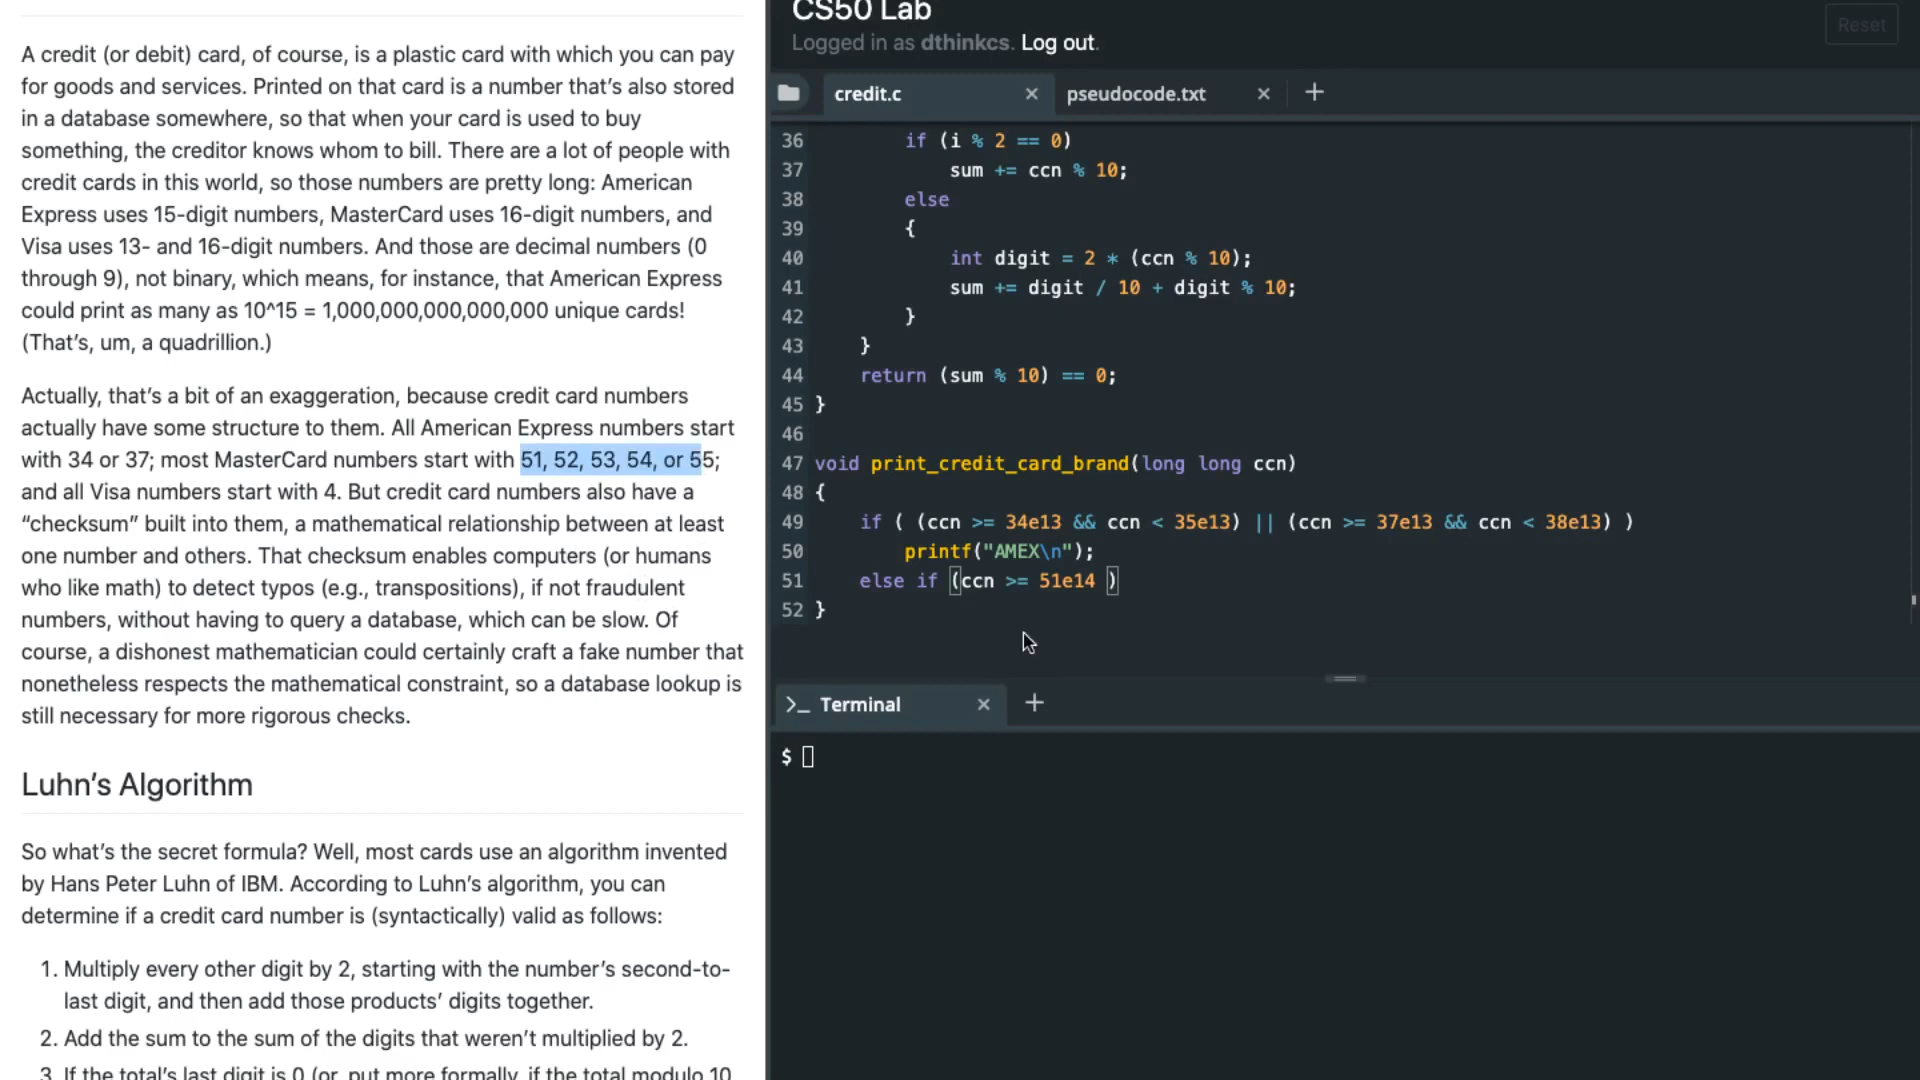 A credit (or debit) card, of course, is a plastic card with which you can pay
for goods and services. Printed on that card is a number that’s also stored
in a database somewhere, so that when your card is used to buy
something, the creditor knows whom to bill. There are a lot of people with
credit cards in this world, so those numbers are pretty long: American
Express uses 15-digit numbers, MasterCard uses 16-digit numbers, and
Visa uses 13- and 16-digit numbers. And those are decimal numbers (0
through 9), not binary, which means, for instance, that American Express
could print as many as 10^15 = 1,000,000,000,000,000 unique cards!
(That’s, um, a quadrillion.)
Actually, that’s a bit of an exaggeration, because credit card numbers
actually have some structure to them. All American Express numbers start
with 34 or 37; most MasterCard numbers start with 51, 52, 53, 54, or 55;
and all Visa numbers start with 4. But credit card numbers also have a
“checksum” built into them, a mathematical relationship between at least
one number and others. That checksum enables computers (or humans
who like math) to detect typos (e.g., transpositions), if not fraudulent
numbers, without having to query a database, which can be slow. Of
course, a dishonest mathematician could certainly craft a fake number that
nonetheless respects the mathematical constraint, so a database lookup is
still necessary for more rigorous checks.
Luhn’s Algorithm
So what’s the secret formula? Well, most cards use an algorithm invented
by Hans Peter Luhn of IBM. According to Luhn’s algorithm, you can
determine if a credit card number is (syntactically) valid as follows:
1. Multiply every other digit by 2, starting with the number’s second-to-
last digit, and then add those products’ digits together.
2. Add the sum to the sum of the digits that weren’t multiplied by 2.
3. If the total’s last digit is 0 (or, put more formally, if the total modulo 10
CS50 Lab
Logged in as dthinkcs. Log out.
Reset
credit.c ×
pseudocode.txt × +
36 if (i % 2 == 0)
37 sum += ccn % 10;
38 else
39 {
40 int digit = 2 * (ccn % 10);
41 sum += digit / 10 + digit % 10;
42 }
43 }
44 return (sum % 10) == 0;
45 }
46
47 void print_credit_card_brand(long long ccn)
48 {
49 if ( (ccn >= 34e13 && ccn < 35e13) || (ccn >= 37e13 && ccn < 38e13) )
50 printf("AMEX\n");
51 else if (ccn >= 51e14 )
52 }
>_ Terminal × +
$